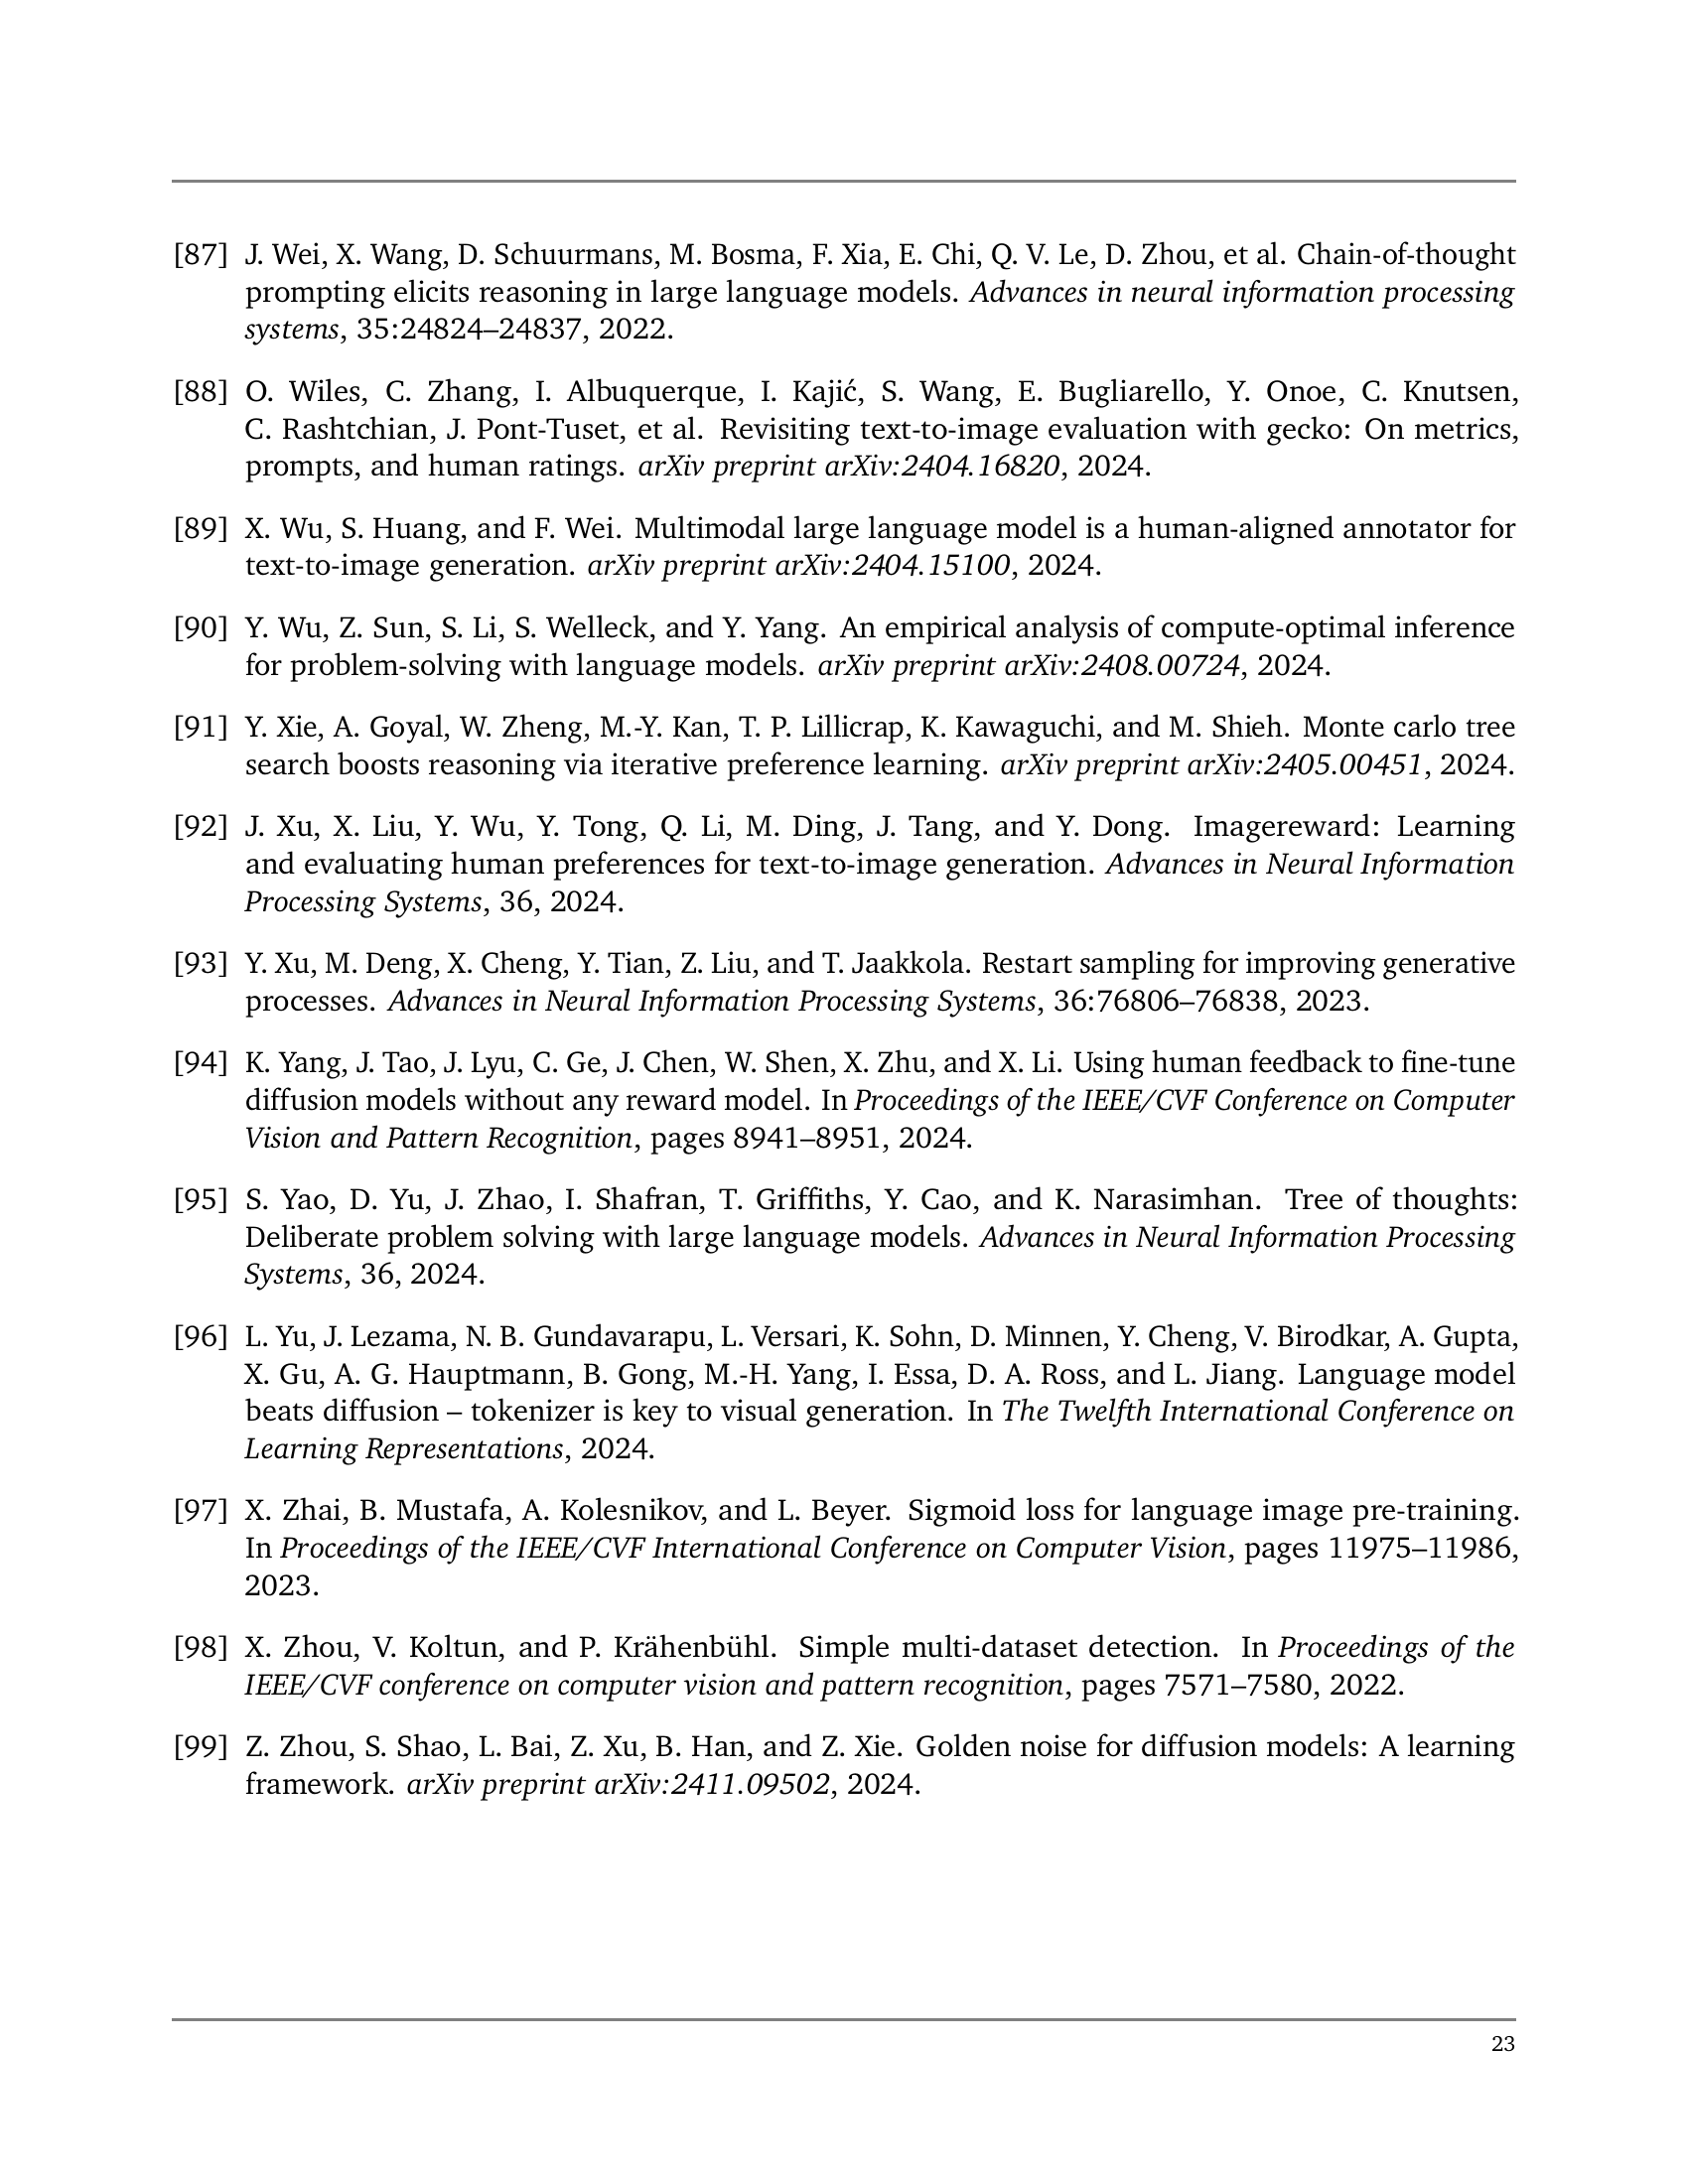 [87] J. Wei, X. Wang, D. Schuurmans, M. Bosma, F. Xia, E. Chi, Q. V. Le, D. Zhou, et al. Chain-of-thought
prompting elicits reasoning in large language models. Advances in neural information processing
systems, 35:24824–24837, 2022.
[88] O. Wiles, C. Zhang, I. Albuquerque, I. Kajić, S. Wang, E. Bugliarello, Y. Onoe, C. Knutsen,
C. Rashtchian, J. Pont-Tuset, et al. Revisiting text-to-image evaluation with gecko: On metrics,
prompts, and human ratings. arXiv preprint arXiv:2404.16820, 2024.
[89] X. Wu, S. Huang, and F. Wei. Multimodal large language model is a human-aligned annotator for
text-to-image generation. arXiv preprint arXiv:2404.15100, 2024.
[90] Y. Wu, Z. Sun, S. Li, S. Welleck, and Y. Yang. An empirical analysis of compute-optimal inference
for problem-solving with language models. arXiv preprint arXiv:2408.00724, 2024.
[91] Y. Xie, A. Goyal, W. Zheng, M.-Y. Kan, T. P. Lillicrap, K. Kawaguchi, and M. Shieh. Monte carlo tree
search boosts reasoning via iterative preference learning. arXiv preprint arXiv:2405.00451, 2024.
[92] J. Xu, X. Liu, Y. Wu, Y. Tong, Q. Li, M. Ding, J. Tang, and Y. Dong. Imagereward: Learning
and evaluating human preferences for text-to-image generation. Advances in Neural Information
Processing Systems, 36, 2024.
[93] Y. Xu, M. Deng, X. Cheng, Y. Tian, Z. Liu, and T. Jaakkola. Restart sampling for improving generative
processes. Advances in Neural Information Processing Systems, 36:76806–76838, 2023.
[94] K. Yang, J. Tao, J. Lyu, C. Ge, J. Chen, W. Shen, X. Zhu, and X. Li. Using human feedback to fine-tune
diffusion models without any reward model. In Proceedings of the IEEE/CVF Conference on Computer
Vision and Pattern Recognition, pages 8941–8951, 2024.
[95] S. Yao, D. Yu, J. Zhao, I. Shafran, T. Griffiths, Y. Cao, and K. Narasimhan. Tree of thoughts:
Deliberate problem solving with large language models. Advances in Neural Information Processing
Systems, 36, 2024.
[96] L. Yu, J. Lezama, N. B. Gundavarapu, L. Versari, K. Sohn, D. Minnen, Y. Cheng, V. Birodkar, A. Gupta,
X. Gu, A. G. Hauptmann, B. Gong, M.-H. Yang, I. Essa, D. A. Ross, and L. Jiang. Language model
beats diffusion – tokenizer is key to visual generation. In The Twelfth International Conference on
Learning Representations, 2024.
[97] X. Zhai, B. Mustafa, A. Kolesnikov, and L. Beyer. Sigmoid loss for language image pre-training.
In Proceedings of the IEEE/CVF International Conference on Computer Vision, pages 11975–11986,
2023.
[98] X. Zhou, V. Koltun, and P. Krähenbühl. Simple multi-dataset detection. In Proceedings of the
IEEE/CVF conference on computer vision and pattern recognition, pages 7571–7580, 2022.
[99] Z. Zhou, S. Shao, L. Bai, Z. Xu, B. Han, and Z. Xie. Golden noise for diffusion models: A learning
framework. arXiv preprint arXiv:2411.09502, 2024.
23